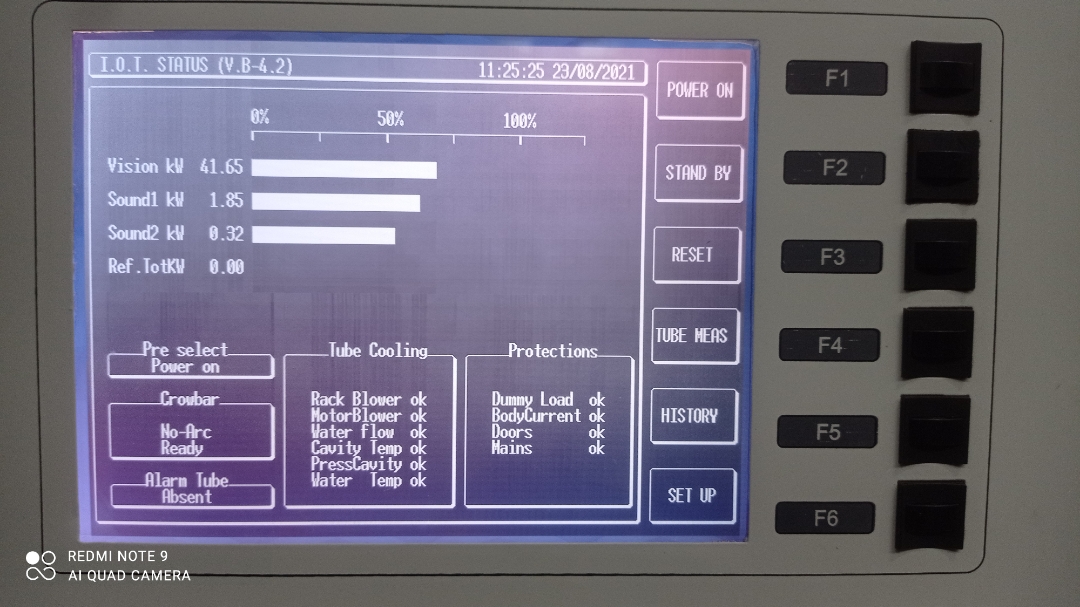 I.O.T. STATUS (V.B-4.2) 11:25:25 23/08/2021
0% 50% 100%
Vision kW 41.65
Sound1 kW 1.85
Sound2 kW 0.32
Ref.TotKW 0.00
Pre select
Power on
Crowbar
No-Arc
Ready
Alarm Tube
Absent
Tube Cooling
Rack Blower ok
MotorBlower ok
Water flow ok
Cavity Temp ok
PressCavity ok
Water Temp ok
Protections
Dummy Load ok
BodyCurrent ok
Doors ok
Mains ok
POWER ON
STAND BY
RESET
TUBE MEAS
HISTORY
SET UP
F1
F2
F3
F4
F5
F6
REDMI NOTE 9
AI QUAD CAMERA